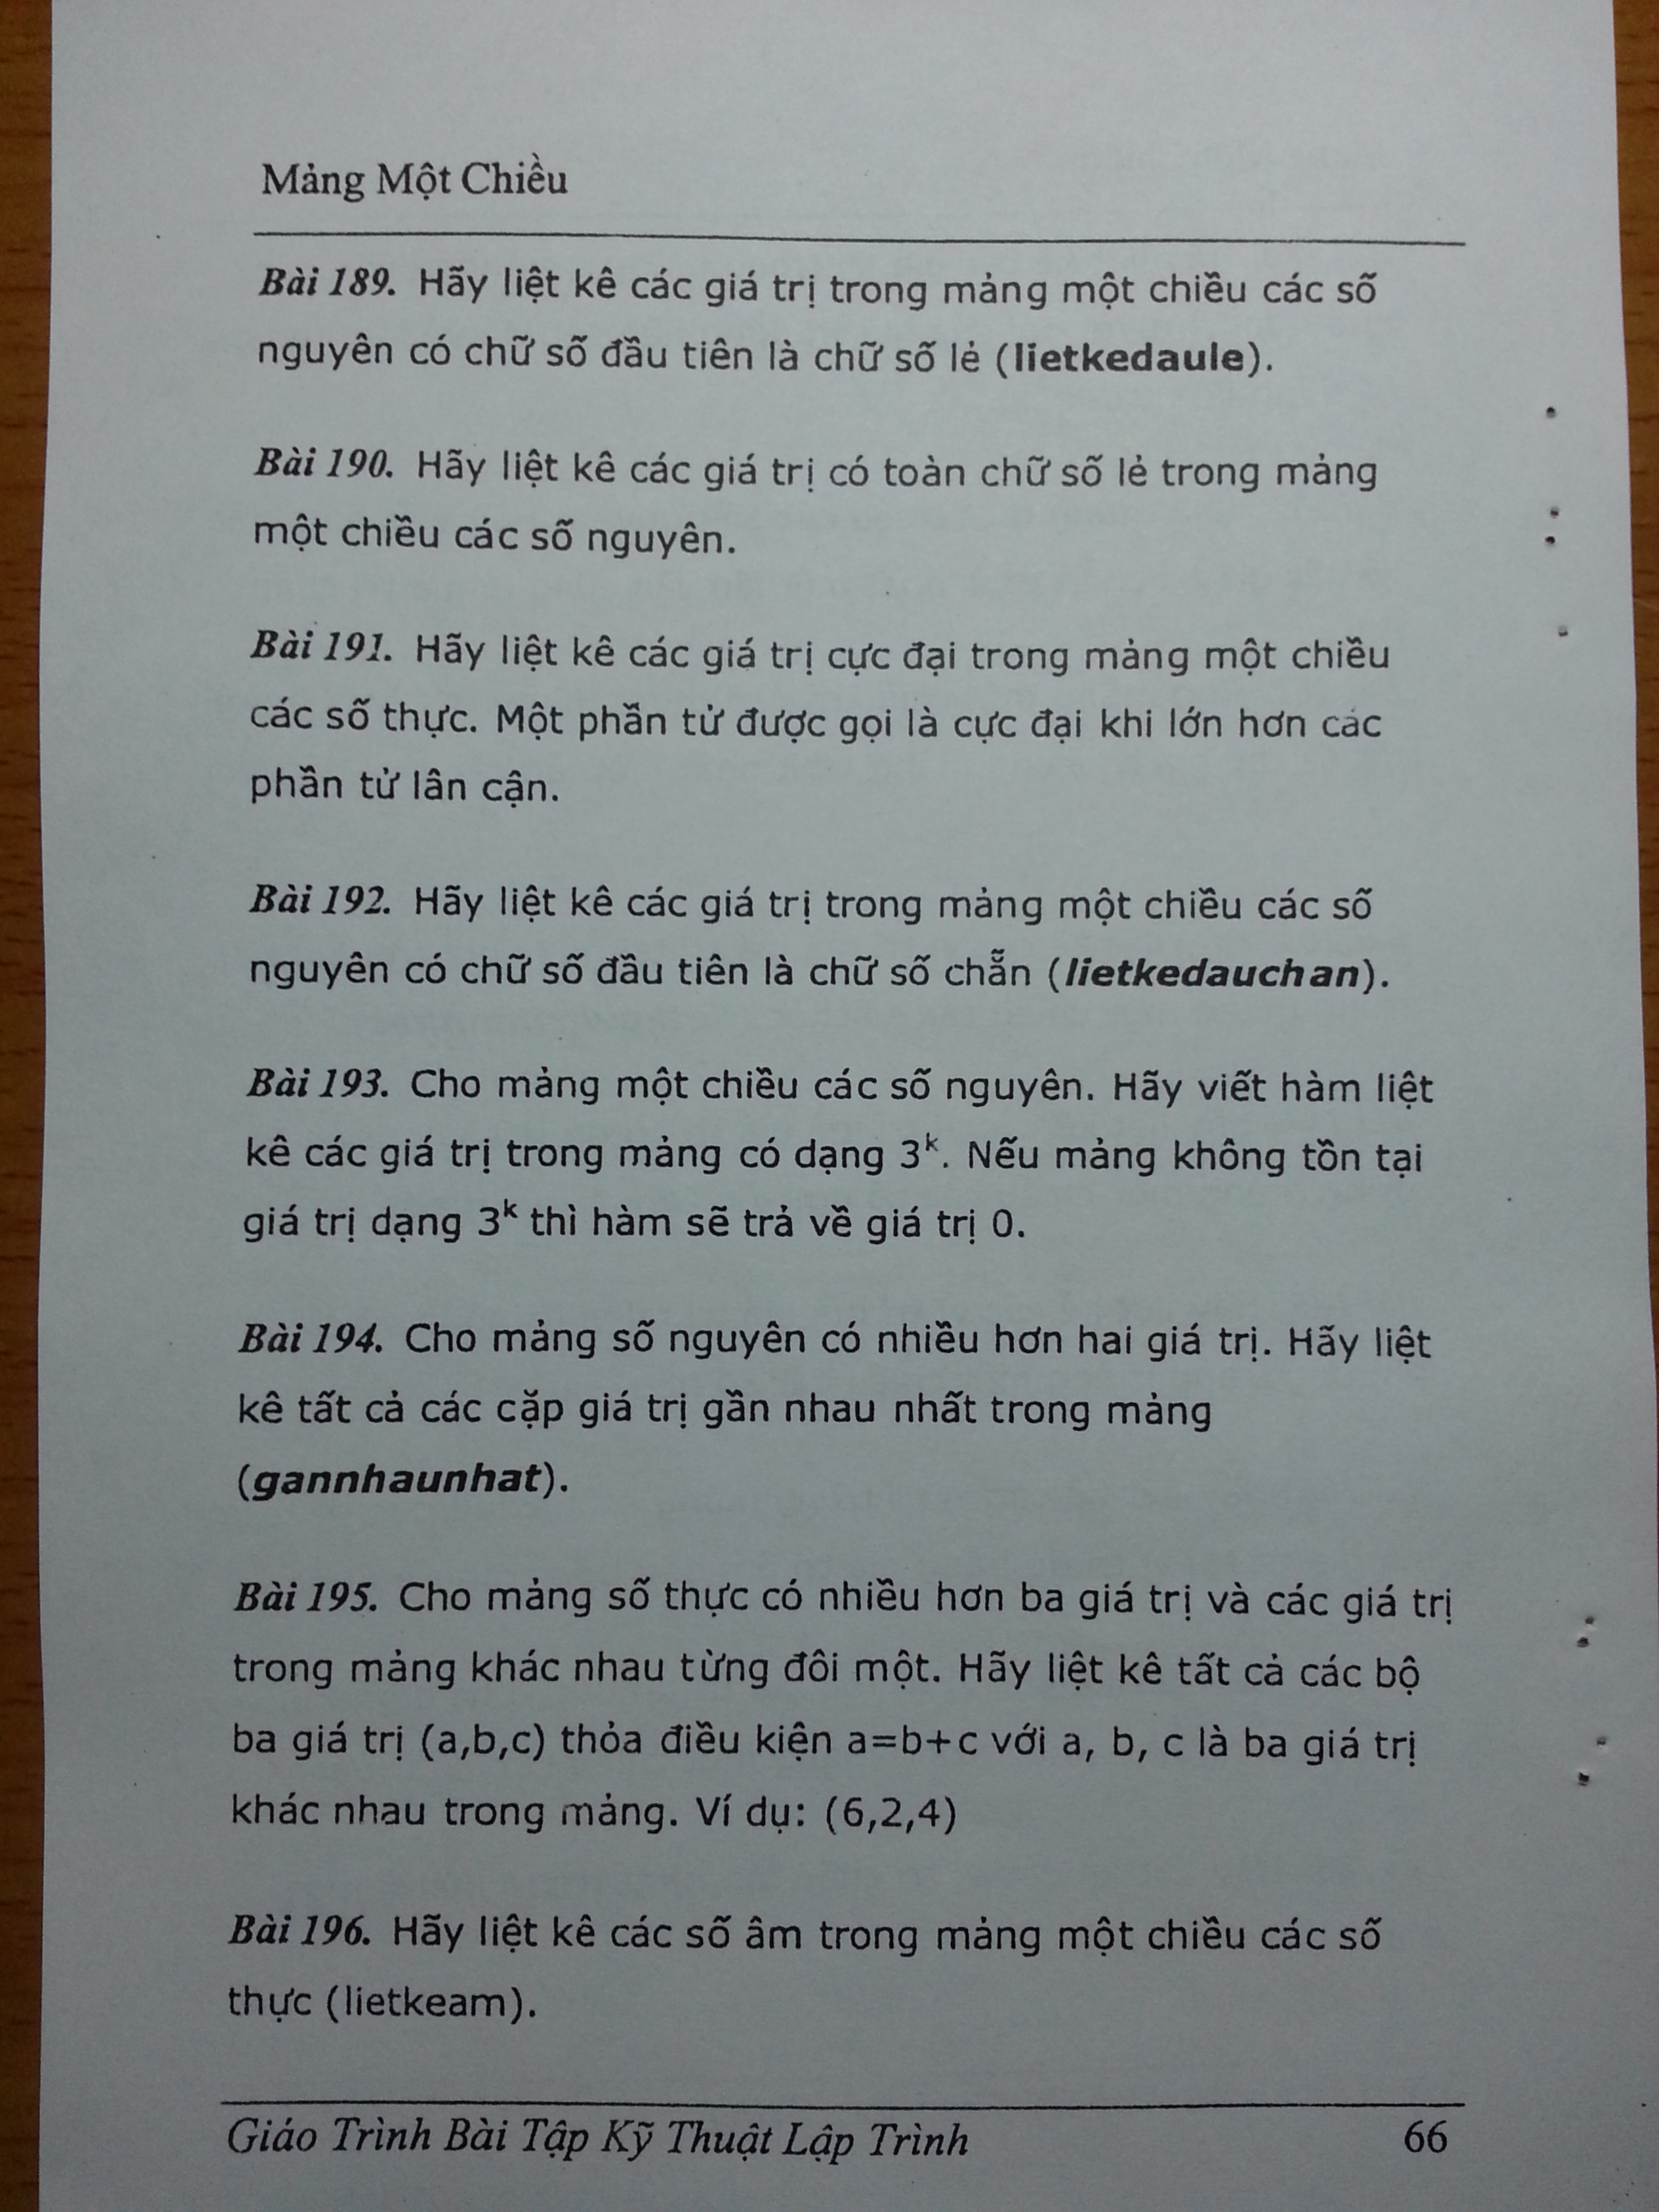 Mảng Một Chiều
Bài 189. Hãy liệt kê các giá trị trong mảng một chiều các số
nguyên có chữ số đầu tiên là chữ số lẻ (lietkedaule).
Bài 190. Hãy liệt kê các giá trị có toàn chữ số lẻ trong mảng
một chiều các số nguyên.
Bài 191. Hãy liệt kê các giá trị cực đại trong mảng một chiều
các số thực. Một phần tử được gọi là cực đại khi lớn hơn các
phần tử lân cận.
Bài 192. Hãy liệt kê các giá trị trong mảng một chiều các số
nguyên có chữ số đầu tiên là chữ số chẵn (lietkedauchan).
Bài 193. Cho mảng một chiều các số nguyên. Hãy viết hàm liệt
kê các giá trị trong mảng có dạng 3ᵏ. Nếu mảng không tồn tại
giá trị dạng 3ᵏ thì hàm sẽ trả về giá trị 0.
Bài 194. Cho mảng số nguyên có nhiều hơn hai giá trị. Hãy liệt
kê tất cả các cặp giá trị gần nhau nhất trong mảng
(gannhaunhat).
Bài 195. Cho mảng số thực có nhiều hơn ba giá trị và các giá trị
trong mảng khác nhau từng đôi một. Hãy liệt kê tất cả các bộ
ba giá trị (a,b,c) thỏa điều kiện a=b+c với a, b, c là ba giá trị
khác nhau trong mảng. Ví dụ: (6,2,4)
Bài 196. Hãy liệt kê các số âm trong mảng một chiều các số
thực (lietkeam).
Giáo Trình Bài Tập Kỹ Thuật Lập Trình 66